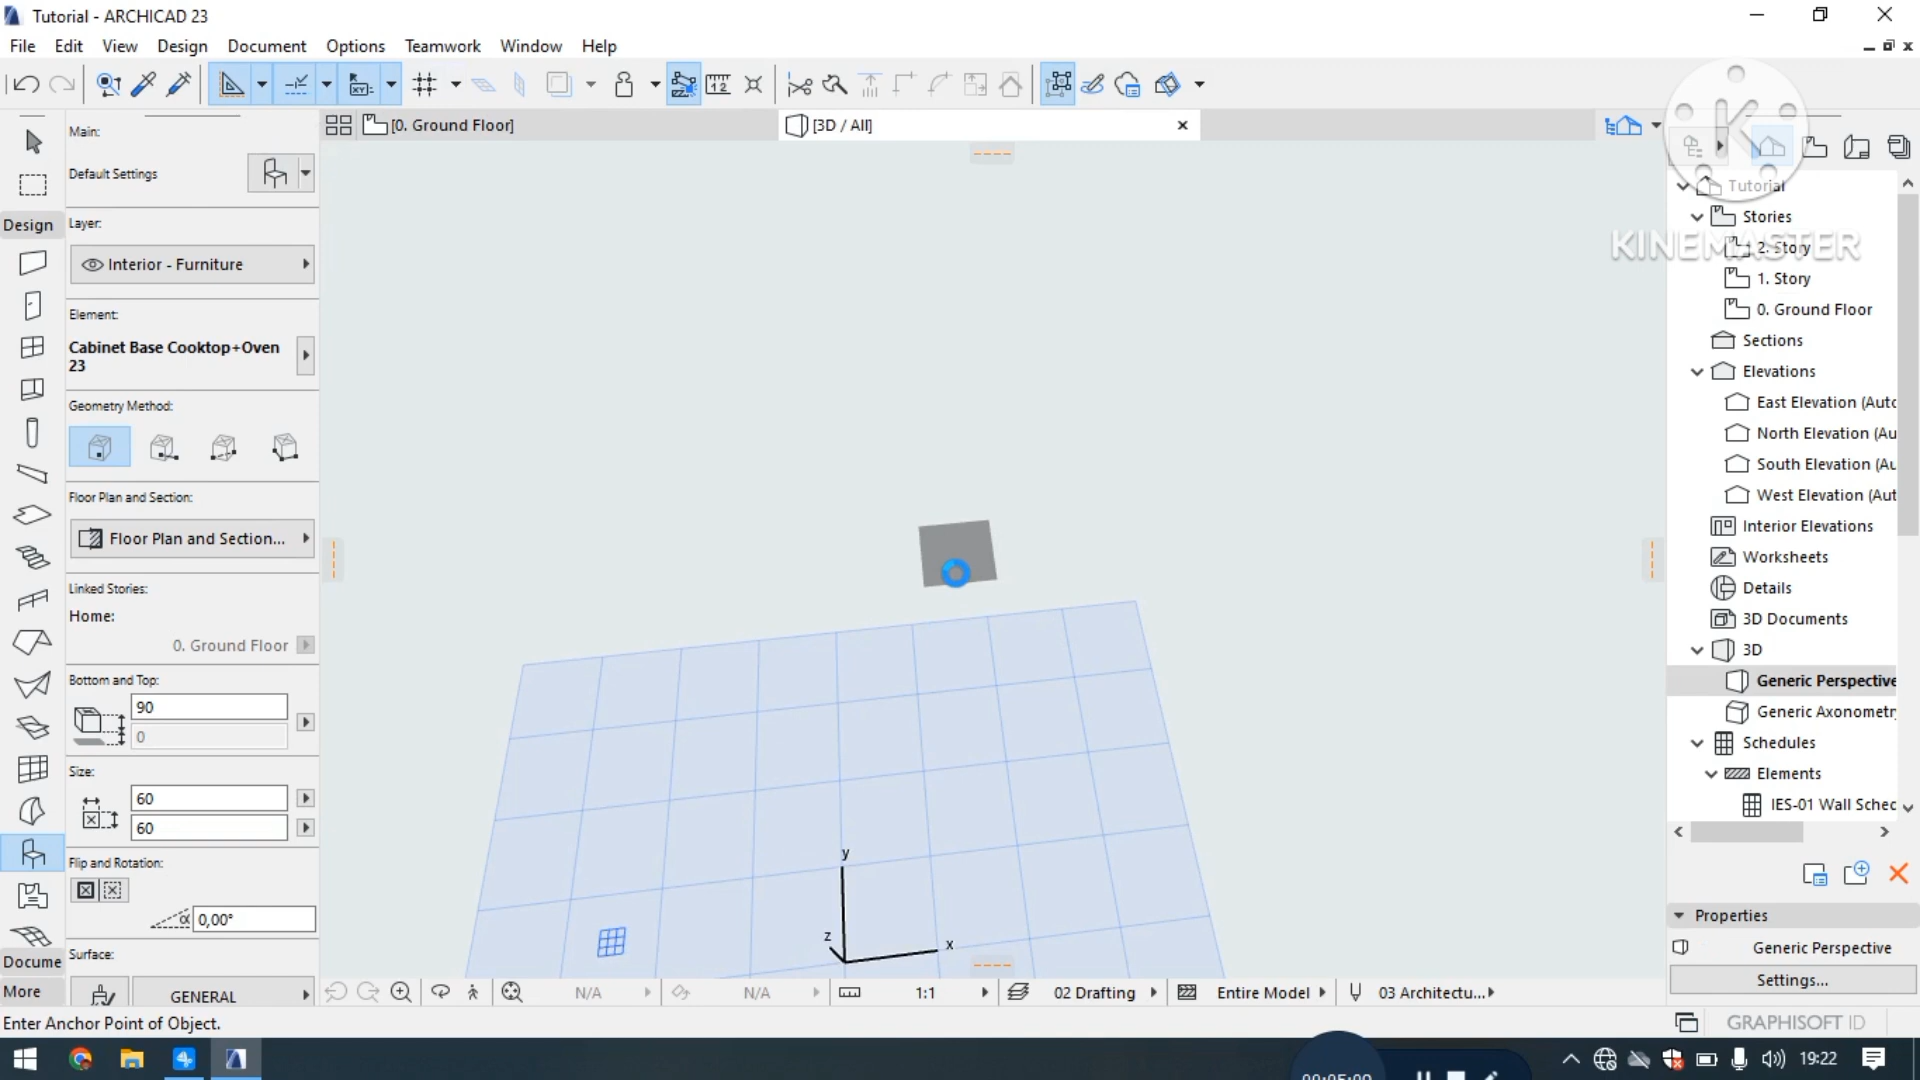 Tutorial - ARCHICAD 23
File Edit View Design Document Options Teamwork Window Help
Main:
Default Settings
[0. Ground Floor]
[3D / All]
Design
Layer:
Interior - Furniture
Element:
Cabinet Base Cooktop+Oven
23
Geometry Method:
Floor Plan and Section:
Floor Plan and Section...
Linked Stories:
Home:
0. Ground Floor
Bottom and Top:
90
0
Size:
60
60
Flip and Rotation:
α 0,00°
Surface:
GENERAL
Docume
More
y
z
x
KINEMASTER
Tutorial
Stories
2. Story
1. Story
0. Ground Floor
Sections
Elevations
East Elevation (Auto
North Elevation (Au
South Elevation (Au
West Elevation (Aut
Interior Elevations
Worksheets
Details
3D Documents
3D
Generic Perspective
Generic Axonometr
Schedules
Elements
IES-01 Wall Sched
Properties
Generic Perspective
Settings...
N/A N/A 1:1 02 Drafting Entire Model 03 Architectu...
Enter Anchor Point of Object.
GRAPHISOFT ID
19:22